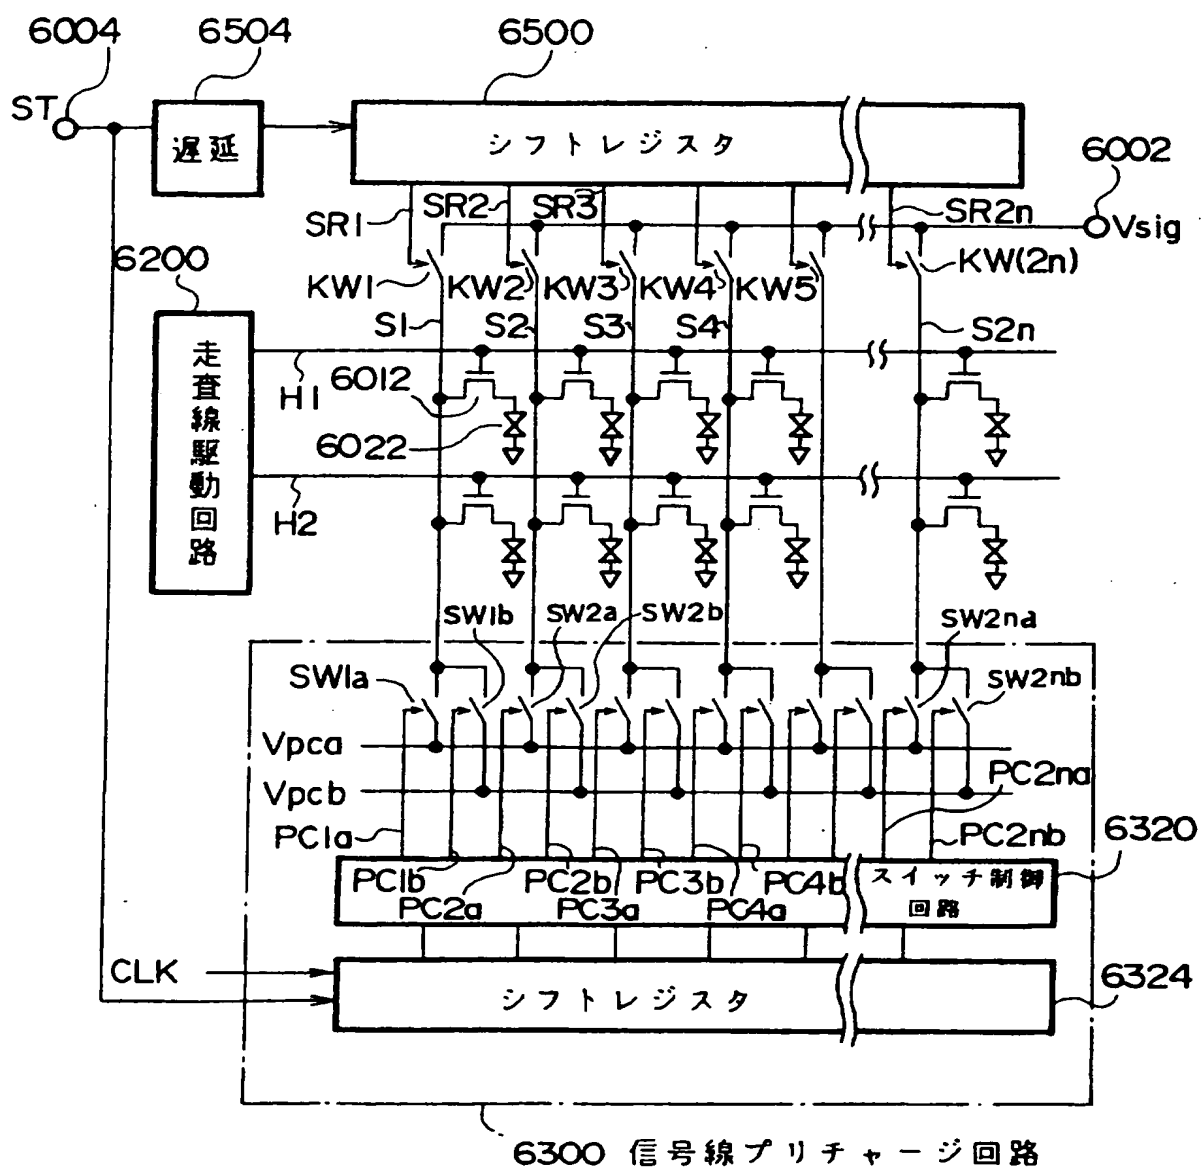 6004
6504
6500
ST
遅延
シフトレジスタ
6002
SR1
SR2
SR3
SR2n
Vsig
6200
KW1
KW2
KW3
KW4
KW5
KW(2n)
S1
S2
S3
S4
S2n
走査線駆動回路
H1
6012
6022
H2
SW1b
SW2a
SW2b
SW2na
SW1a
SW2nb
Vpca
Vpcb
PC2na
PC1a
PC2nb
6320
PC1b
PC2b
PC3b
PC4b
スイッチ制御
PC2a
PC3a
PC4a
回路
CLK
シフトレジスタ
6324
6300 信号線プリチャージ回路